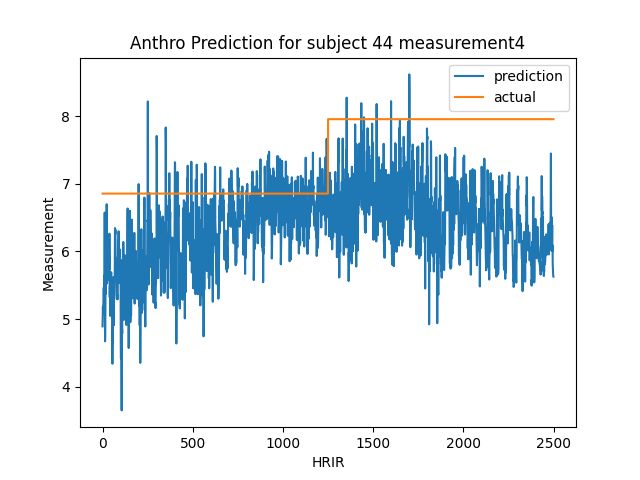 Anthro Prediction for subject 44 measurement4
prediction
actual
8
7
6
5
4
Measurement
0
500
1000
1500
2000
2500
HRIR